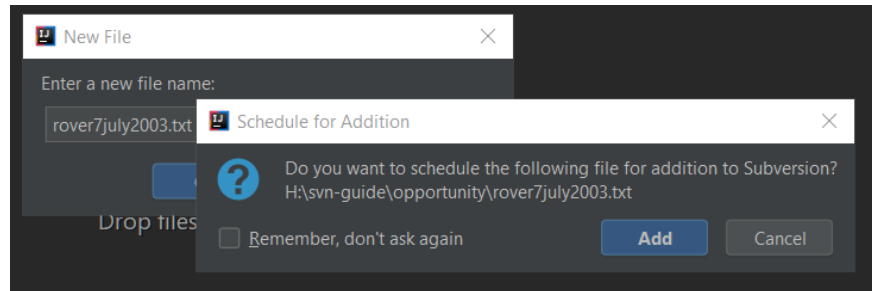 New File
Enter a new file name:
rover7july2003.txt
Schedule for Addition
Do you want to schedule the following file for addition to Subversion?
H:\svn-guide\opportunity\rover7july2003.txt
Drop files
Remember, don't ask again
Add
Cancel